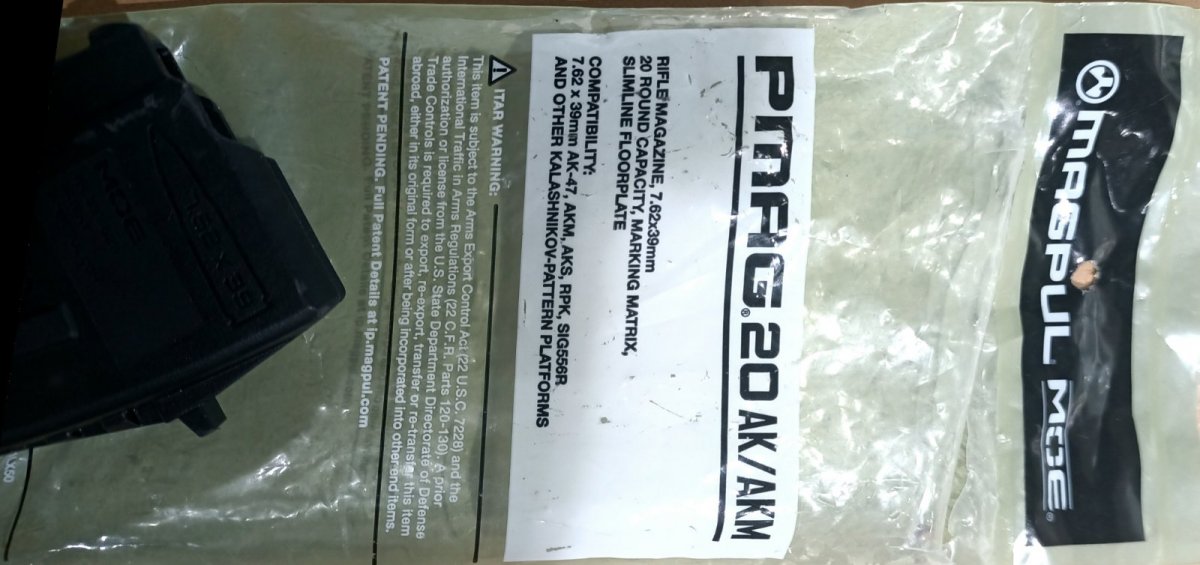 MAGPUL MOE®
PMAG®20 AK/AKM
RIFLE MAGAZINE, 7.62x39mm
20 ROUND CAPACITY, MARKING MATRIX,
SLIMLINE FLOORPLATE
COMPATIBILITY:
7.62 x 39mm AK-47, AKM, AKS, RPK, SIG556R
AND OTHER KALASHNIKOV-PATTERN PLATFORMS
ITAR WARNING:
This item is subject to the Arms Export Control Act (22 U.S.C. 7228) and the
International Traffic in Arms Regulations (22 C.F.R. Parts 120-130). A prior
authorization or license from the U.S. State Department Directorate of Defense
Trade Controls is required to export, re-export, transfer or re-transfer this item
abroad, either in its original form or after being incorporated into other end items.
PATENT PENDING: Full Patent Details at ip.magpul.com
MOE